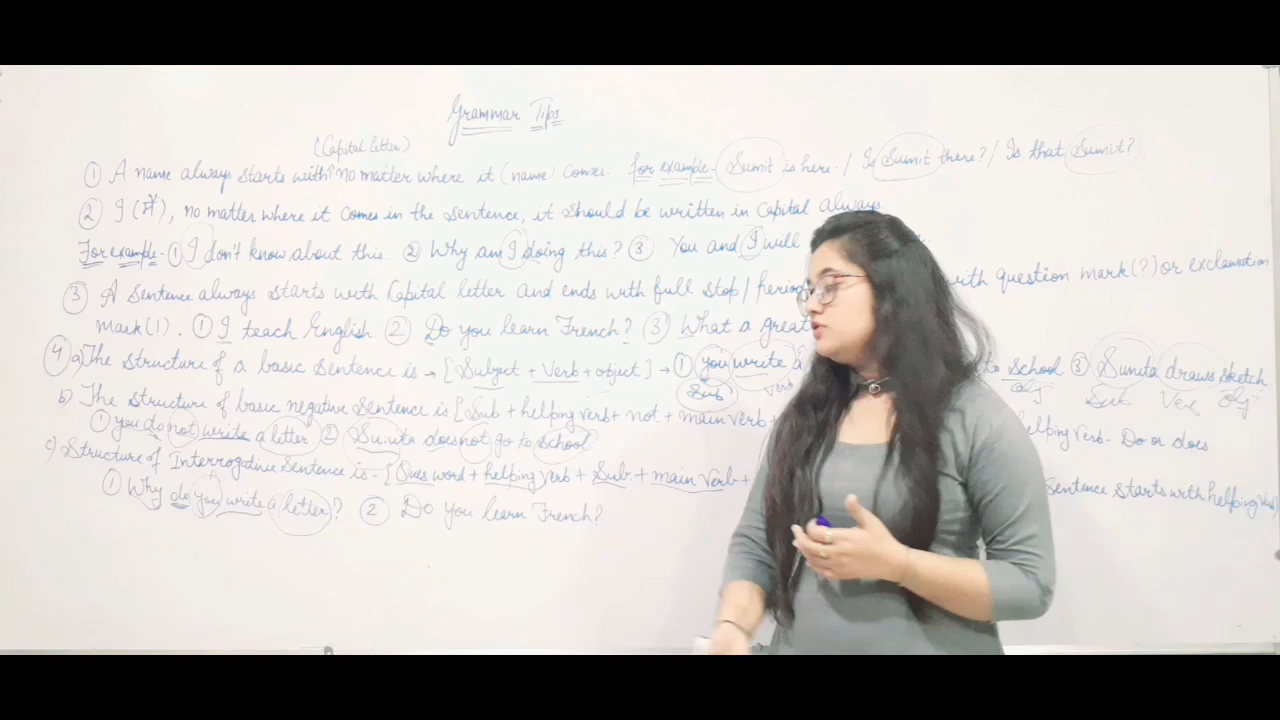 Grammar Tips
(Capital letter)
① A name always starts with no matter where it (name) comes. For example - Sumit is here. / Is Sumit there? / Is that Sumit?
② I (मैं), no matter where it comes in the sentence, it should be written in capital always.
For example - ① I don't know about this. ② Why am I doing this? ③ You and I will
③ A sentence always starts with capital letter and ends with full stop / with question mark (?) or exclamation
mark (!). ① I teach English. ② Do you learn French? ③ What a great
④ a) The structure of a basic sentence is → [Subject + Verb + object] → ① you write to school ③ Sunita draws sketch
Sub Verb Obj Sub Verb Obj
b) The structure of basic negative sentence is [Sub + helping verb + not + main verb + helping verb - Do or does
① you do not write a letter ② Sunita does not go to school
c) Structure of Interrogative Sentence is - [Ques word + helping verb + Sub. + main verb + sentence starts with helping verb
① Why do you write a letter? ② Do you learn French?